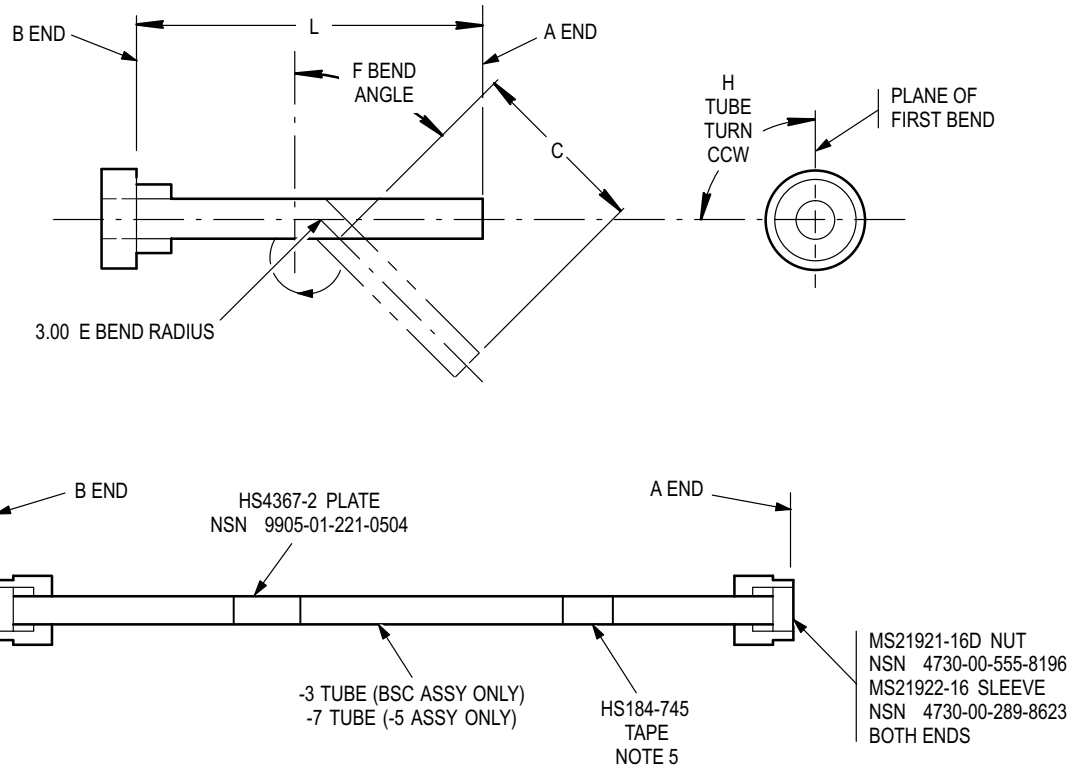 B END
L
A END
F BEND
ANGLE
C
H
TUBE
TURN
CCW
PLANE OF
FIRST BEND
3.00 E BEND RADIUS
B END
HS4367-2 PLATE
NSN 9905-01-221-0504
A END
-3 TUBE (BSC ASSY ONLY)
-7 TUBE (-5 ASSY ONLY)
HS184-745
TAPE
NOTE 5
MS21921-16D NUT
NSN 4730-00-555-8196
MS21922-16 SLEEVE
NSN 4730-00-289-8623
BOTH ENDS